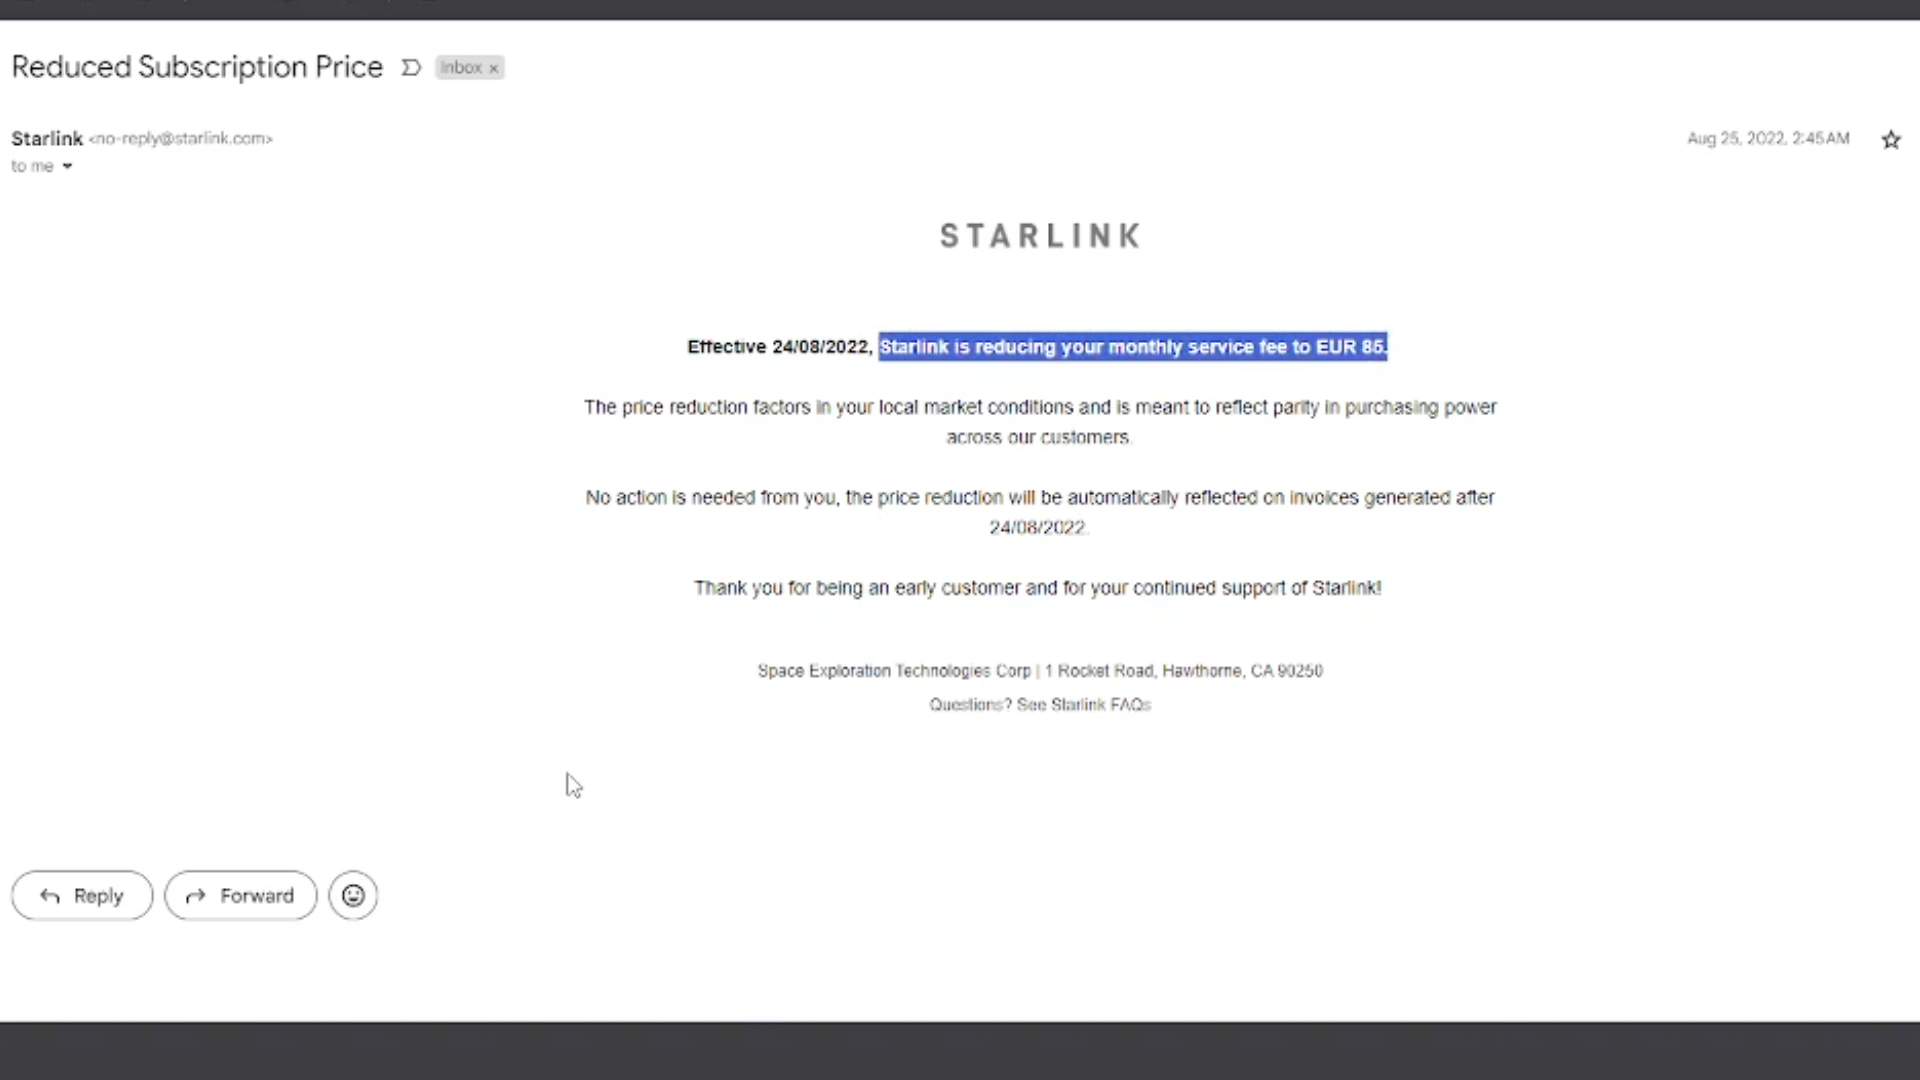 Reduced Subscription Price Inbox x
Starlink <no-reply@starlink.com> Aug 25, 2022, 2:45 AM
to me
STARLINK
Effective 24/08/2022, Starlink is reducing your monthly service fee to EUR 85.
The price reduction factors in your local market conditions and is meant to reflect parity in purchasing power
across our customers.
No action is needed from you, the price reduction will be automatically reflected on invoices generated after
24/08/2022.
Thank you for being an early customer and for your continued support of Starlink!
Space Exploration Technologies Corp | 1 Rocket Road, Hawthorne, CA 90250
Questions? See Starlink FAQs
Reply Forward